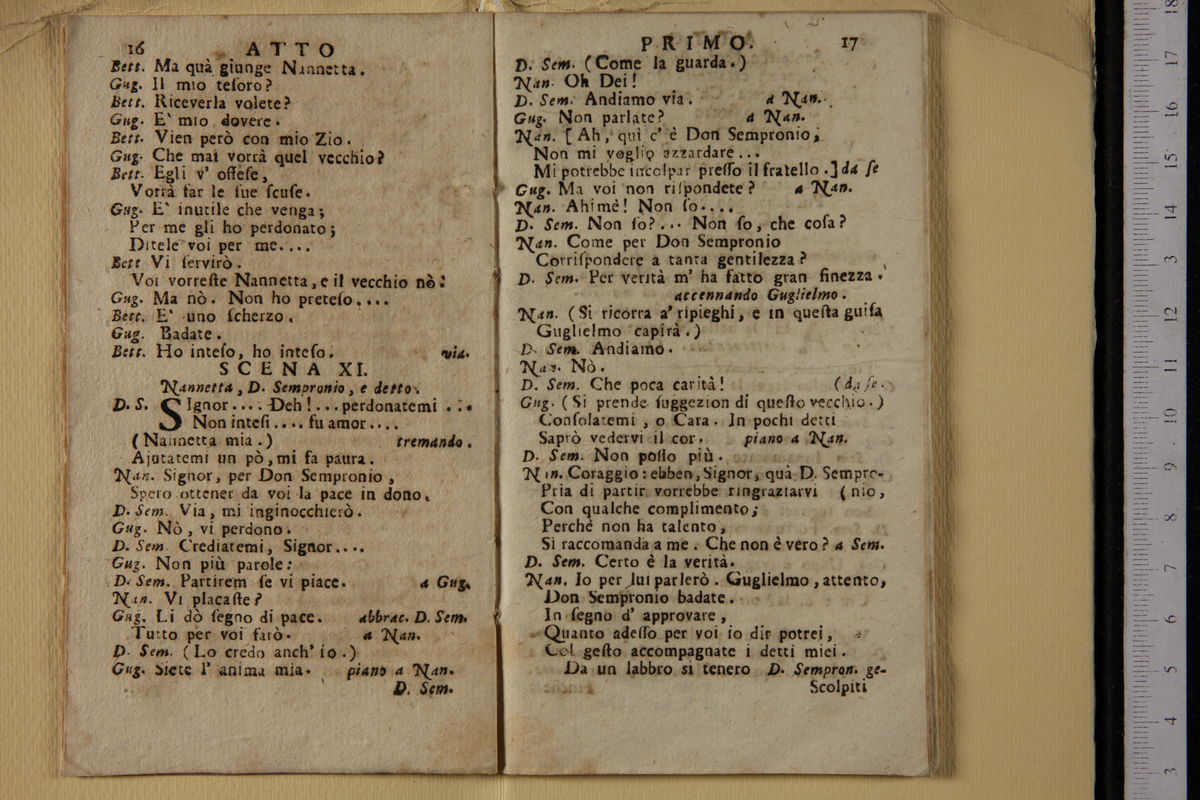 16 ATTO
Bett. Ma quà giunge Nannetta.
Gug. Il mio teſoro?
Bett. Riceverla volete?
Gug. E' mio dovere.
Bett. Vien però con mio Zio.
Gug. Che mai vorrà quel vecchio?
Bett. Egli v' offeſe,
Vorrà far le ſue ſcuſe.
Gug. E' inutile che venga;
Per me gli ho perdonato;
Ditele voi per me....
Bett Vi ſervirò.
Voi vorreſte Nannetta, e il vecchio nò!
Gug. Ma nò. Non ho preteſo....
Bett. E' uno ſcherzo.
Gug. Badate.
Bett. Ho inteſo, ho inteſo. via.
SCENA XI.
Nannetta, D. Sempronio, e detto.
D. S. SIgnor.... Deh!... perdonatemi ...
Non inteſi.... fu amor....
(Nannetta mia.) tremando.
Ajutatemi un pò, mi fa paura.
Nan. Signor, per Don Sempronio,
Spero ottener da voi la pace in dono.
D. Sem. Via, mi inginocchierò.
Gug. Nò, vi perdono.
D. Sem. Crediatemi, Signor....
Gug. Non più parole:
D. Sem. Partirem ſe vi piace. a Gug.
Nan. Vi placaſte?
Gug. Li dò ſegno di pace. abbrac. D. Sem.
Tutto per voi farò. a Nan.
D. Sem. (Lo credo anch' io.)
Gug. Siete l' anima mia. piano a Nan.
D. Sem.
PRIMO. 17
D. Sem. (Come la guarda.)
Nan. Oh Dei!
D. Sem. Andiamo via. a Nan.
Gug. Non parlate? a Nan.
Nan. [Ah, quì c' è Don Sempronio;
Non mi voglio azzardare...
Mi potrebbe incolpar preſſo il fratello.] da ſe
Gug. Ma voi non riſpondete? a Nan.
Nan. Ahimè! Non ſo....
D. Sem. Non ſo?... Non ſo, che coſa?
Nan. Come per Don Sempronio
Corriſpondere a tanta gentilezza?
D. Sem. Per verità m' ha fatto gran finezza.
accennando Guglielmo.
Nan. (Si ricorra a' ripieghi, e in queſta guiſa
Guglielmo capirà.)
D. Sem. Andiamo.
Nan. Nò.
D. Sem. Che poca carità! (da ſe.
Gug. (Si prende ſuggezion di queſto vecchio.)
Conſolatemi, o Cara. In pochi detti
Saprò vedervi il cor. piano a Nan.
D. Sem. Non poſſo più.
Nan. Coraggio: ebben, Signor, quà D. Sempro-
Pria di partir vorrebbe ringraziarvi (nio,
Con qualche complimento;
Perchè non ha talento,
Si raccomanda a me. Che non è vero? a Sem.
D. Sem. Certo è la verità.
Nan. Io per lui parlerò. Guglielmo, attento,
Don Sempronio badate.
In ſegno d' approvare,
Quanto adeſſo per voi io dir potrei,
Col geſto accompagnate i detti miei.
Da un labbro sì tenero D. Sempron. ge-
Scolpiti